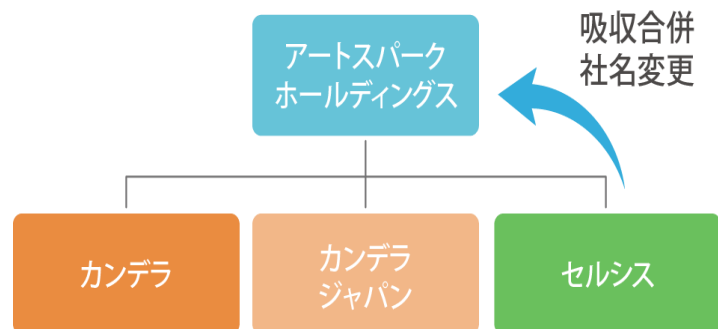 アートスパーク
ホールディングス
吸収合併
社名変更
カンデラ
カンデラ
ジャパン
セルシス